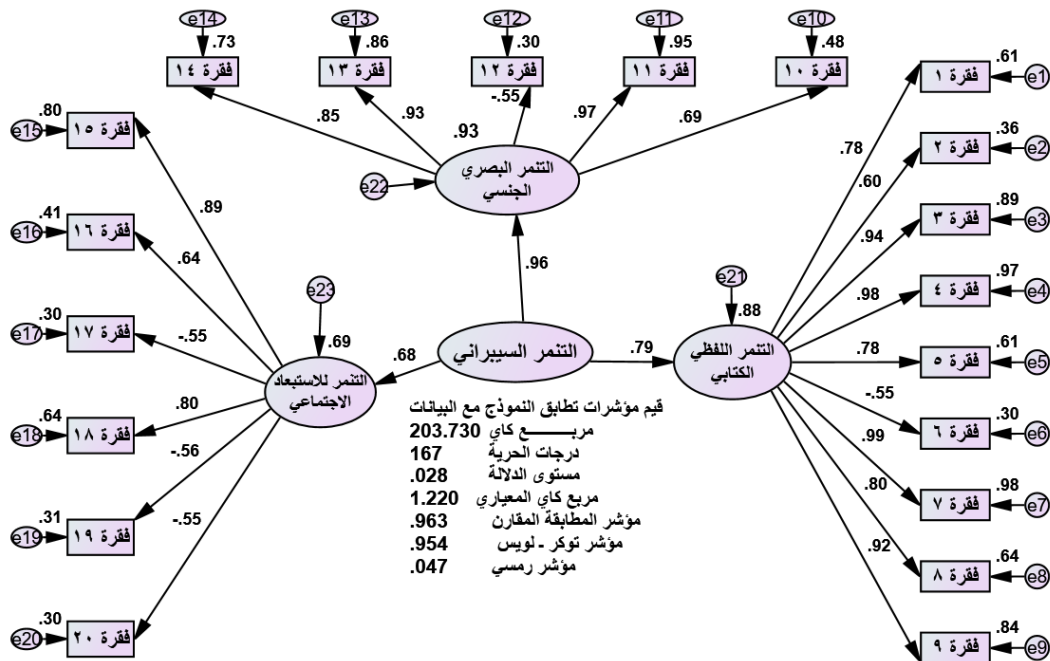 e14
e13
e12
e11
e10
.73
.86
.30
.95
.48
فقرة ١٤
فقرة ١٣
فقرة ١٢
فقرة ١١
فقرة ١٠
.85
.93
-.55
.97
.69
.93
التنمر البصري
الجنسي
e22
.96
فقرة ١
.61
e1
فقرة ٢
.36
e2
فقرة ٣
.89
e3
فقرة ٤
.97
e4
فقرة ٥
.61
e5
فقرة ٦
.30
e6
فقرة ٧
.98
e7
فقرة ٨
.64
e8
فقرة ٩
.84
e9
.78
.60
.94
.98
.78
-.55
.99
.80
.92
e21
.88
التنمر اللفظي
الكتابي
.79
التنمر السيبراني
.68
e23
.69
التنمر للاستبعاد
الاجتماعي
.80
e15
فقرة ١٥
.41
e16
فقرة ١٦
.30
e17
فقرة ١٧
.64
e18
فقرة ١٨
.31
e19
فقرة ١٩
.30
e20
فقرة ٢٠
.89
.64
-.55
.80
-.56
-.55
قيم مؤشرات تطابق النموذج مع البيانات
مربـــــــع كاي 203.730
درجات الحرية 167
مستوى الدلالة .028
مربع كاي المعياري 1.220
مؤشر المطابقة المقارن .963
مؤشر توكر - لويس .954
مؤشر رمسي .047